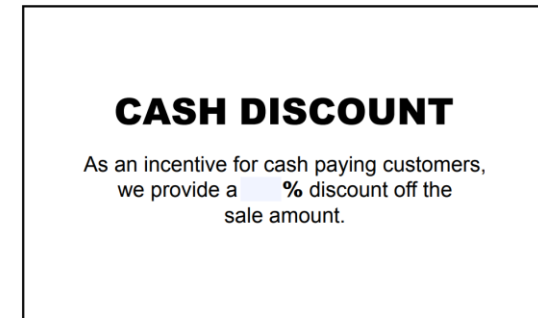 CASH DISCOUNT
As an incentive for cash paying customers,
we provide a % discount off the
sale amount.